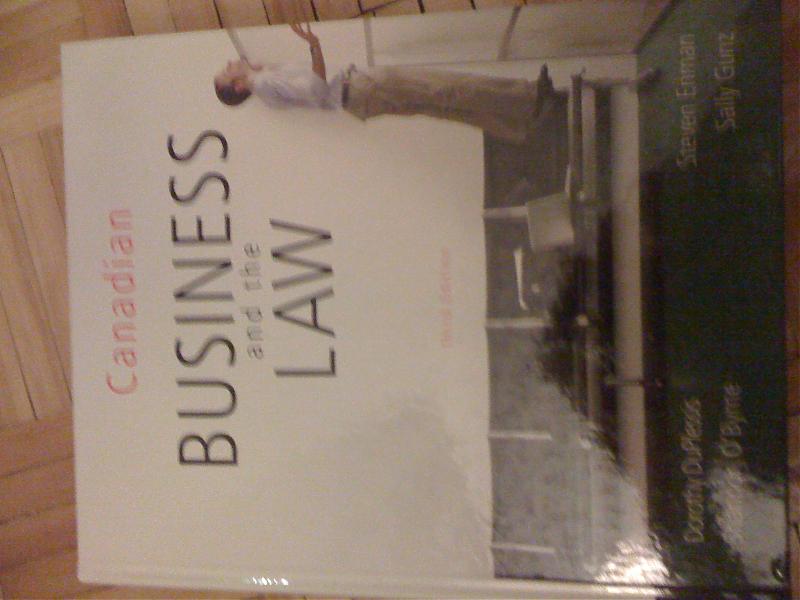 Canadian
BUSINESS
and the
LAW
Third Edition
Dorothy DuPlessis
Steven Enman
O'Byrne
Sally Gunz